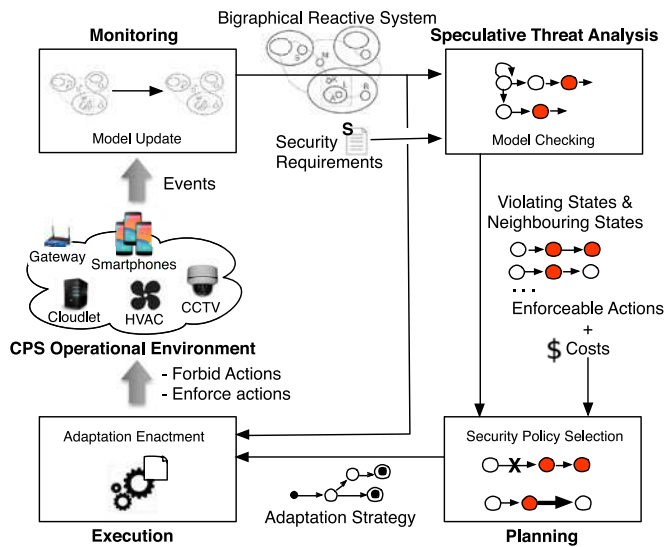 Bigraphical Reactive System
Monitoring
Speculative Threat Analysis
Model Update
S
Security
Requirements
Model Checking
Events
Violating States &
Neighbouring States
Gateway
Smartphones
Cloudlet
HVAC
CCTV
...
Enforceable Actions
+
$ Costs
CPS Operational Environment
- Forbid Actions
- Enforce actions
Adaptation Enactment
Security Policy Selection
X
Adaptation Strategy
Execution
Planning